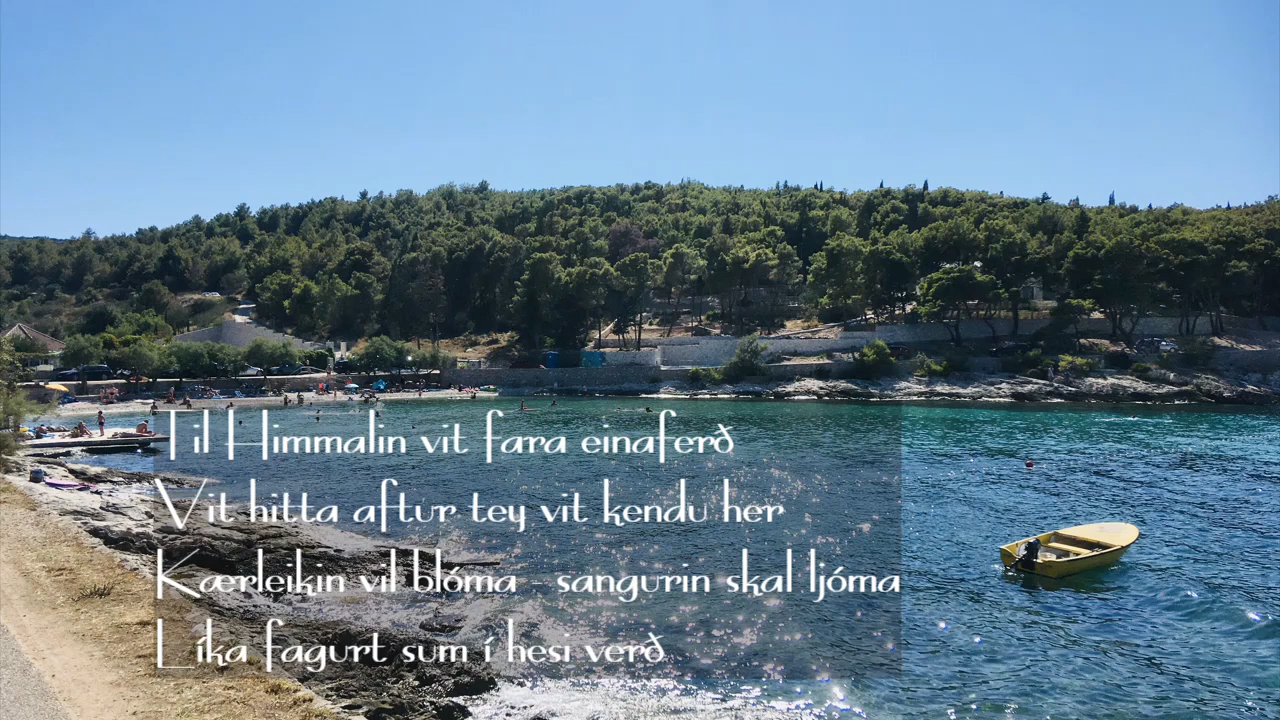 Til Himmalin vit fara einaferð
Vit hitta aftur tey vit kendu her
Kærleikin vil blóma sangurin skal ljóma
Líka fagurt sum í hesi verð